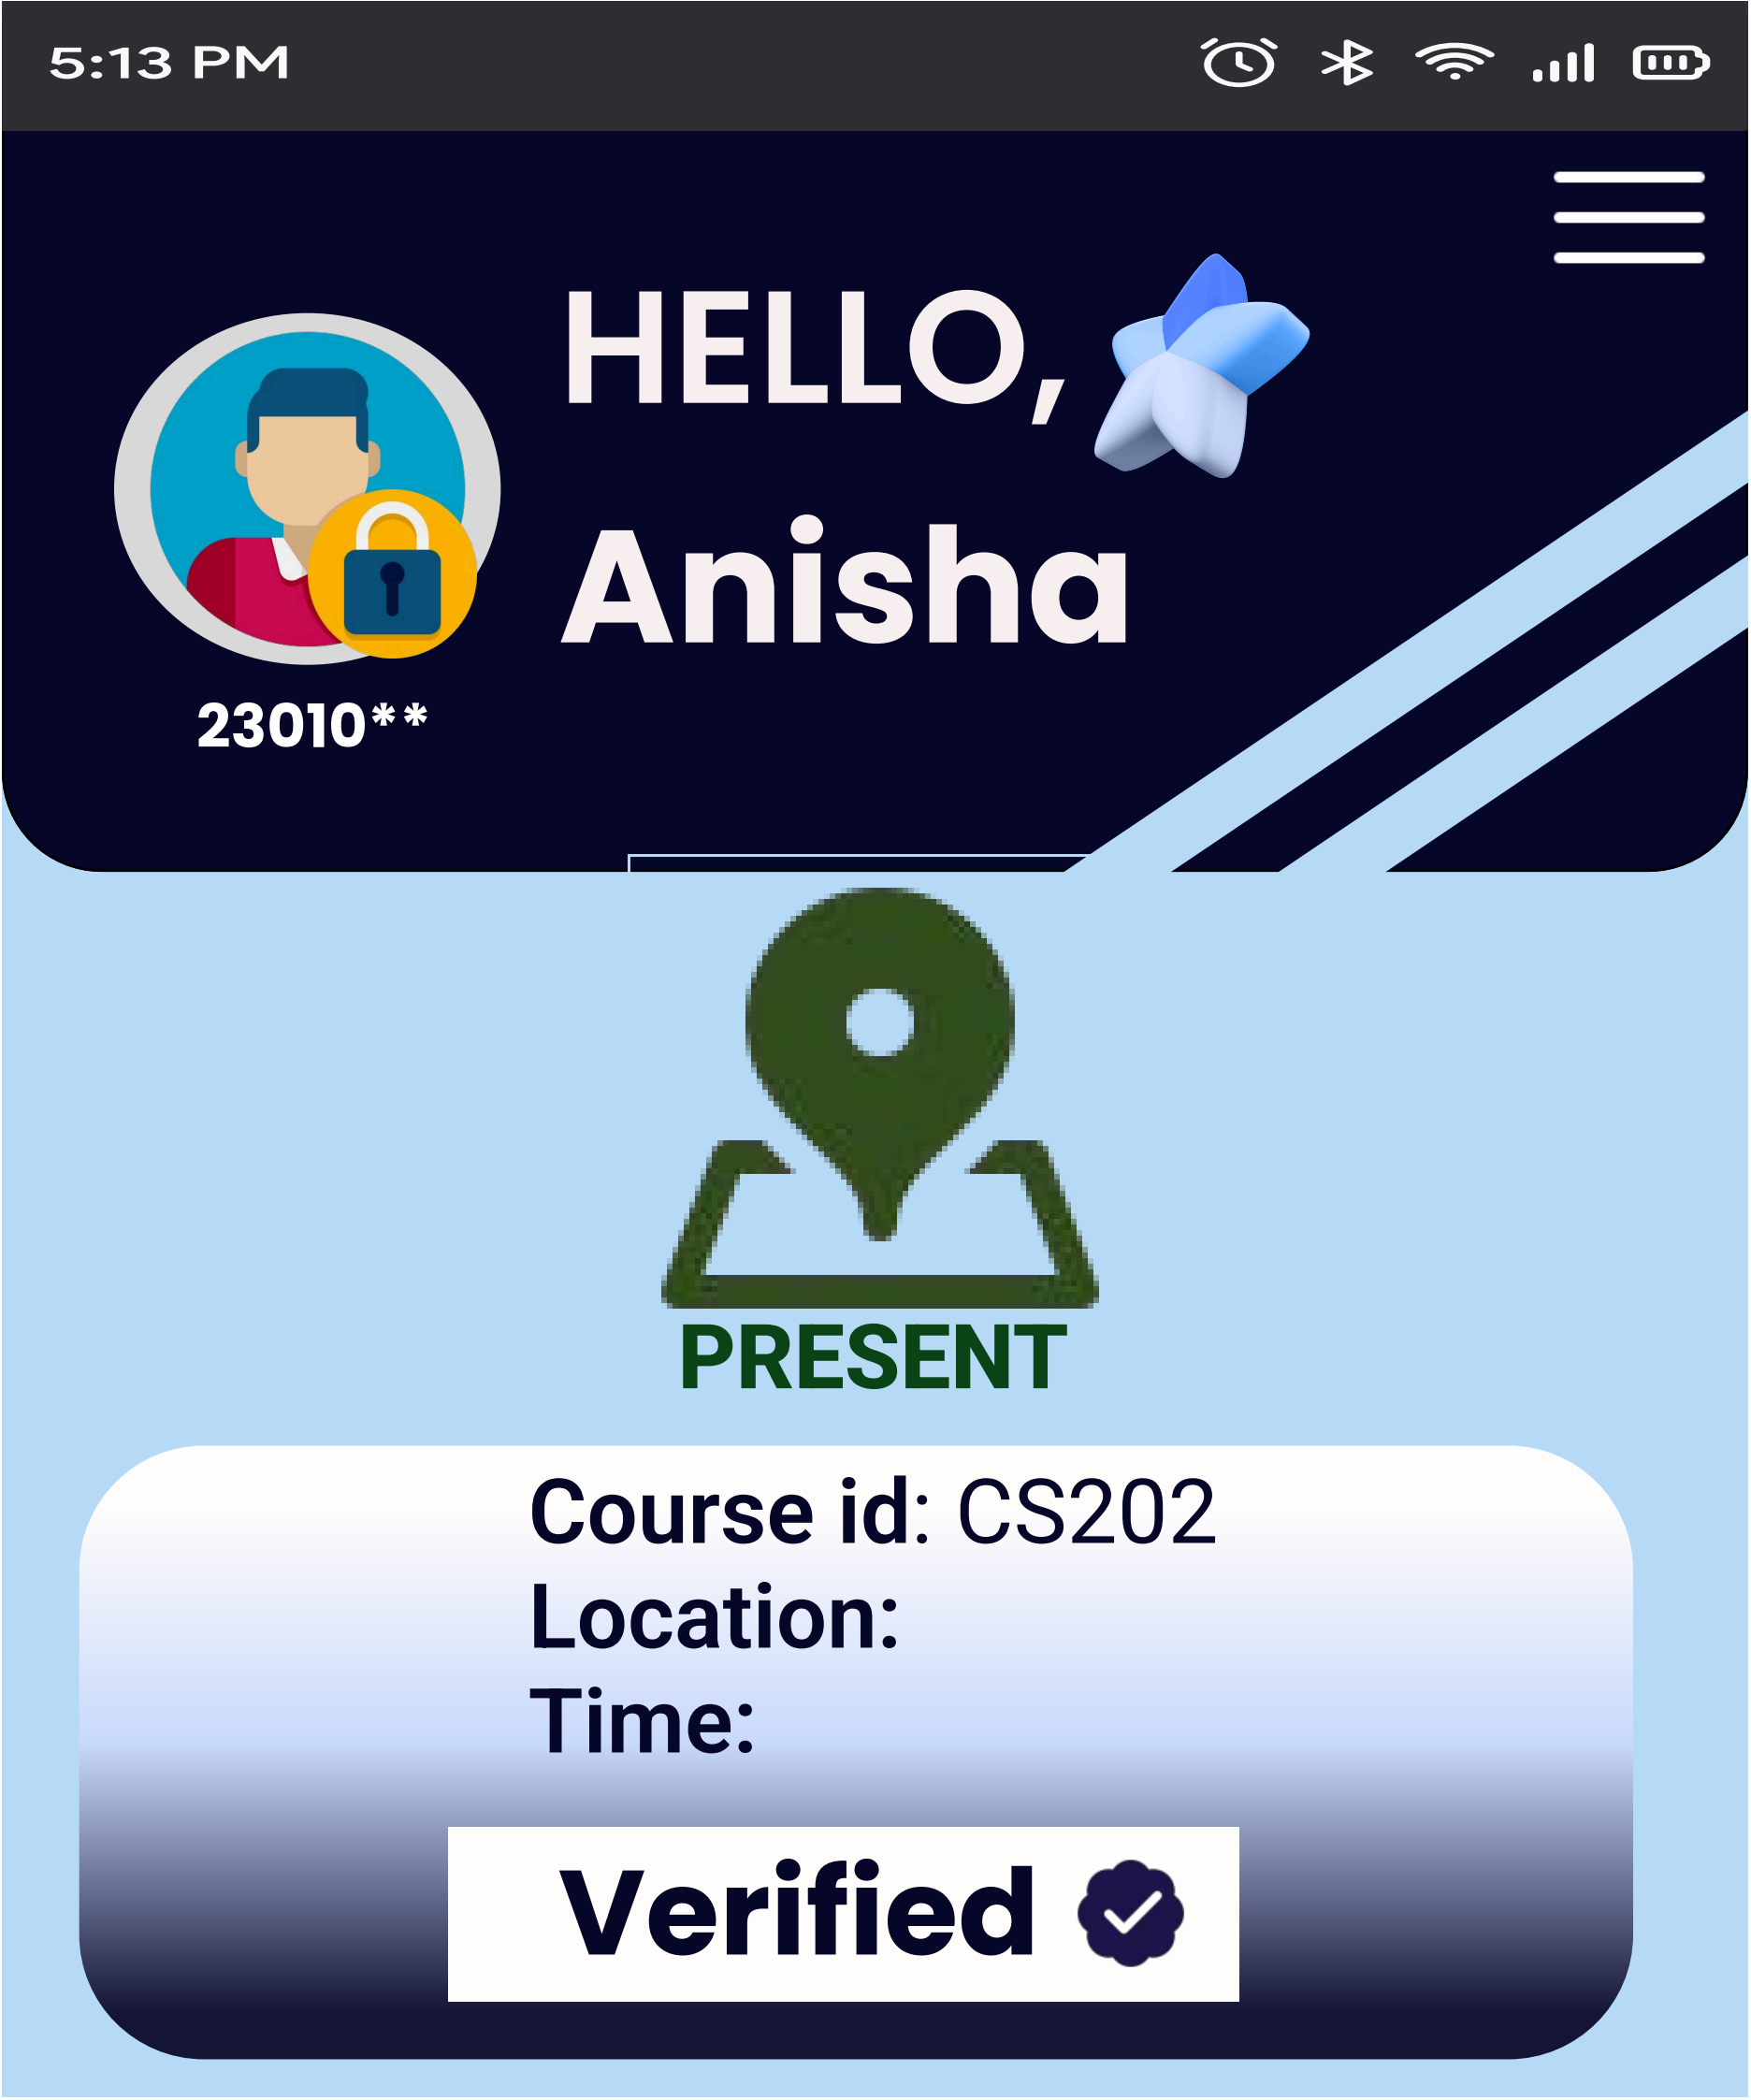 5:13 PM
HELLO,
Anisha
23010**
PRESENT
Course id: CS202
Location:
Time:
Verified